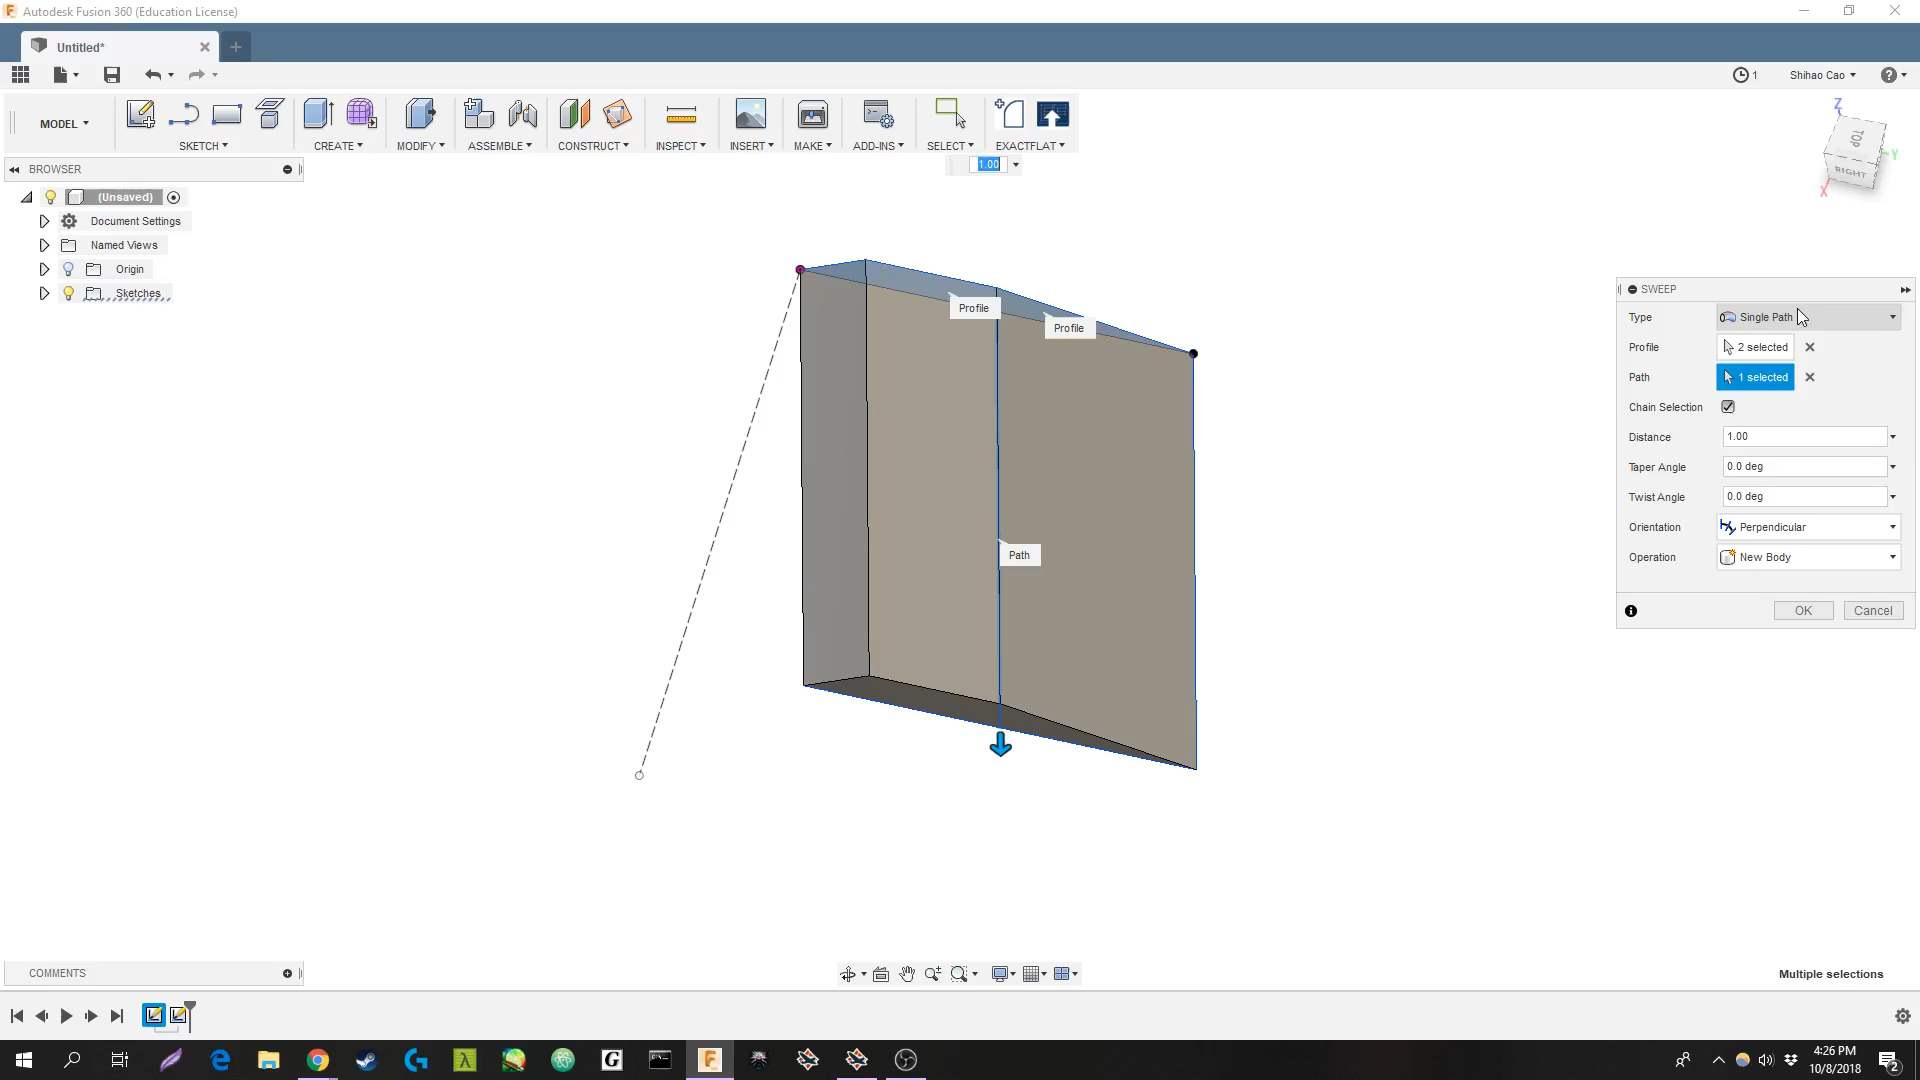 Autodesk Fusion 360 (Education License)
Untitled*
1
Shihao Cao
MODEL
SKETCH
CREATE
MODIFY
ASSEMBLE
CONSTRUCT
INSPECT
INSERT
MAKE
ADD-INS
SELECT
EXACTFLAT
1.00
Z
TOP
Y
RIGHT
X
BROWSER
(Unsaved)
Document Settings
Named Views
Origin
Sketches
Profile
Profile
Path
SWEEP
Type
Single Path
Profile
2 selected
Path
1 selected
Chain Selection
Distance
1.00
Taper Angle
0.0 deg
Twist Angle
0.0 deg
Orientation
Perpendicular
Operation
New Body
OK
Cancel
COMMENTS
Multiple selections
4:26 PM
10/8/2018
2